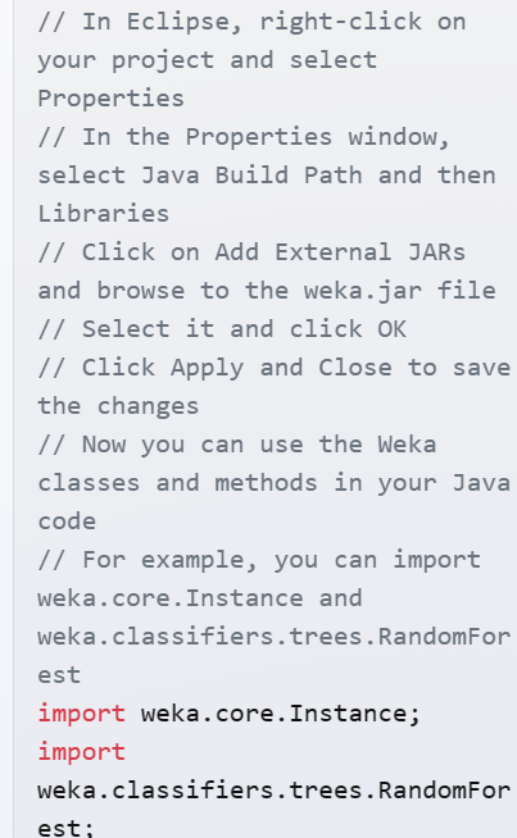 // In Eclipse, right-click on
your project and select
Properties
// In the Properties window,
select Java Build Path and then
Libraries
// Click on Add External JARs
and browse to the weka.jar file
// Select it and click OK
// Click Apply and Close to save
the changes
// Now you can use the Weka
classes and methods in your Java
code
// For example, you can import
weka.core.Instance and
weka.classifiers.trees.RandomFor
est
import weka.core.Instance;
import
weka.classifiers.trees.RandomFor
est;